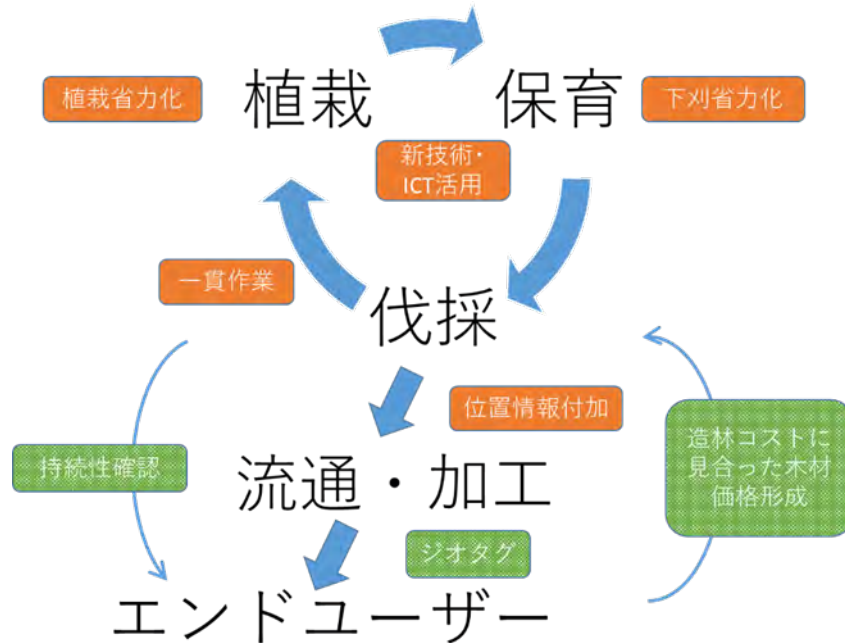 植栽省力化
植栽
保育
下刈省力化
新技術・
ICT活用
一貫作業
伐採
位置情報付加
持続性確認
流通・加工
造林コストに
見合った木材
価格形成
ジオタグ
エンドユーザー